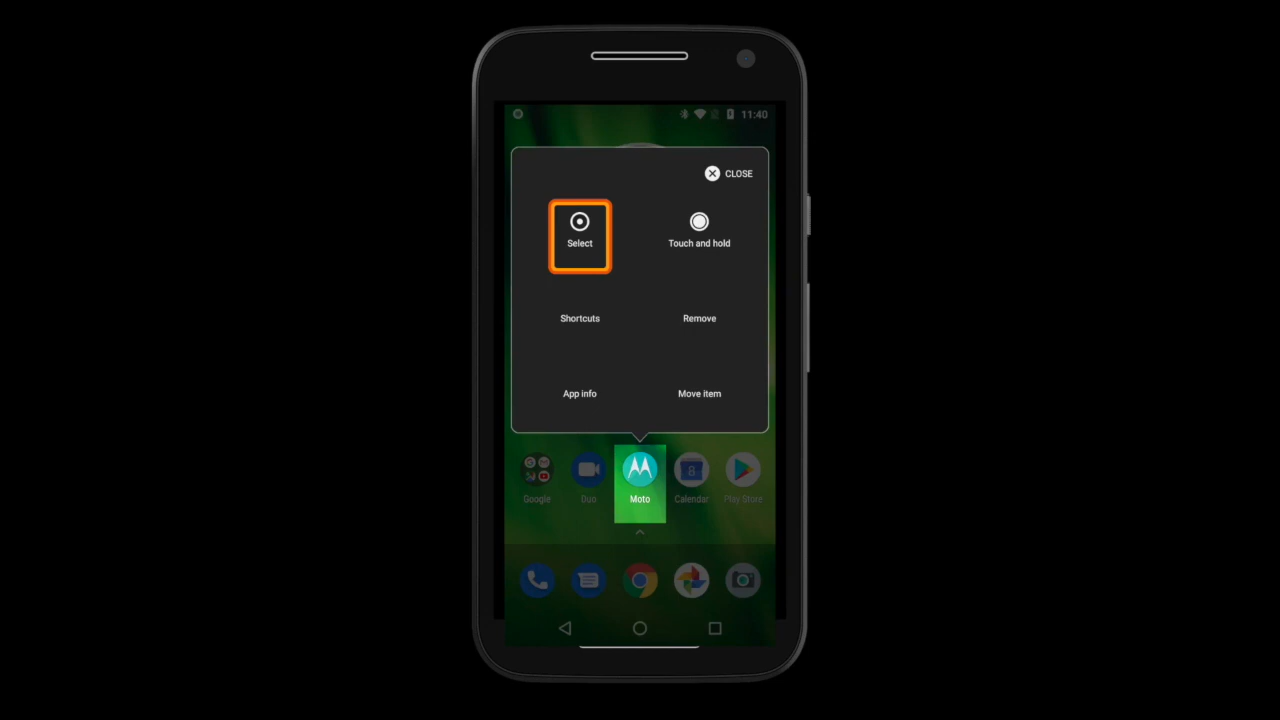 11:40
CLOSE
Select
Touch and hold
Shortcuts
Remove
App info
Move item
Google
Duo
Moto
Calendar
8
Play Store